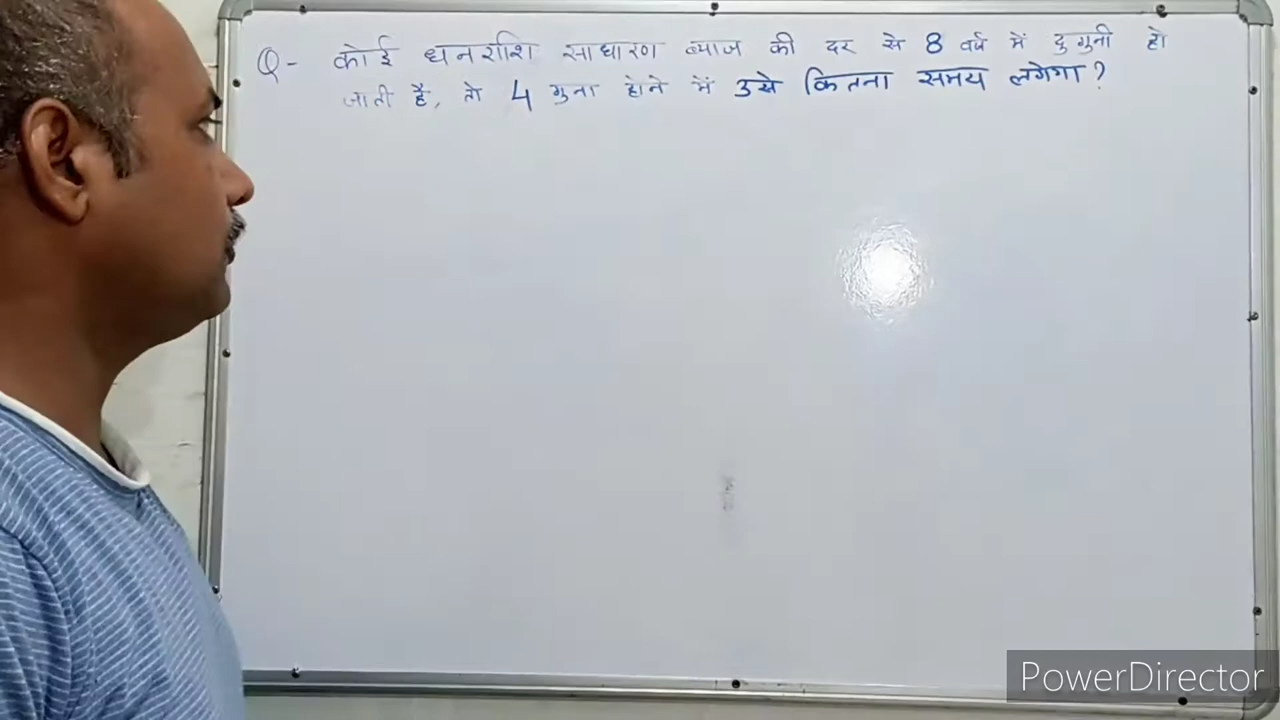 Q- कोई धनराशि साधारण ब्याज की दर से 8 वर्ष में दुगुनी हो
जाती है, तो 4 गुना होने में उसे कितना समय लगेगा?
PowerDirector